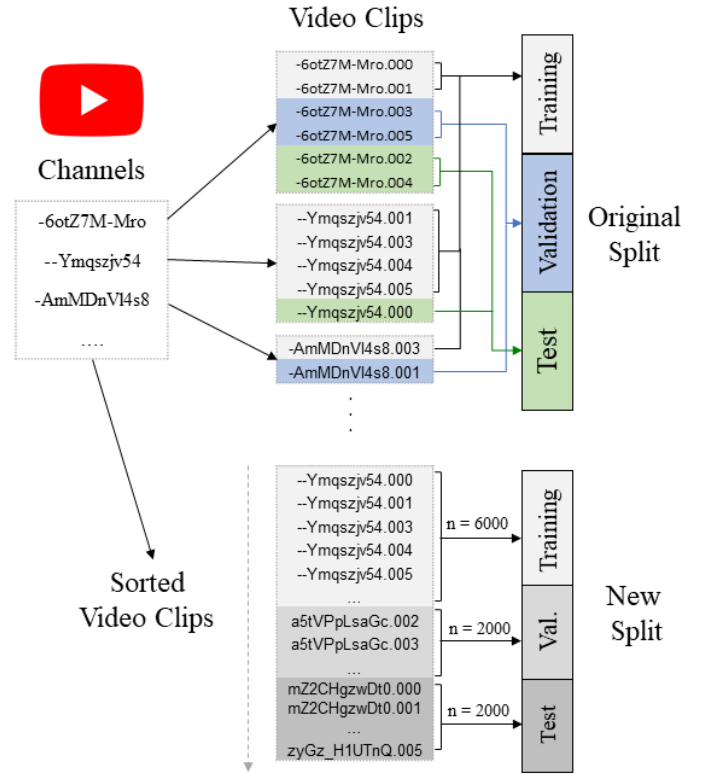 Video Clips
-6otZ7M-Mro.000
-6otZ7M-Mro.001
-6otZ7M-Mro.003
-6otZ7M-Mro.005
-6otZ7M-Mro.002
-6otZ7M-Mro.004
Training
Validation
Test
Original
Split
Channels
-6otZ7M-Mro
--Ymqszjv54
-AmMDnVl4s8
....
--Ymqszjv54.001
--Ymqszjv54.003
--Ymqszjv54.004
--Ymqszjv54.005
--Ymqszjv54.000
-AmMDnVl4s8.003
-AmMDnVl4s8.001
.
.
.
Sorted
Video Clips
--Ymqszjv54.000
--Ymqszjv54.001
--Ymqszjv54.003
--Ymqszjv54.004
--Ymqszjv54.005
...
n = 6000
Training
a5tVPpLsaGc.002
a5tVPpLsaGc.003
...
n = 2000
Val.
mZ2CHgzwDt0.000
mZ2CHgzwDt0.001
...
zyGz_H1UTnQ.005
n = 2000
Test
New
Split